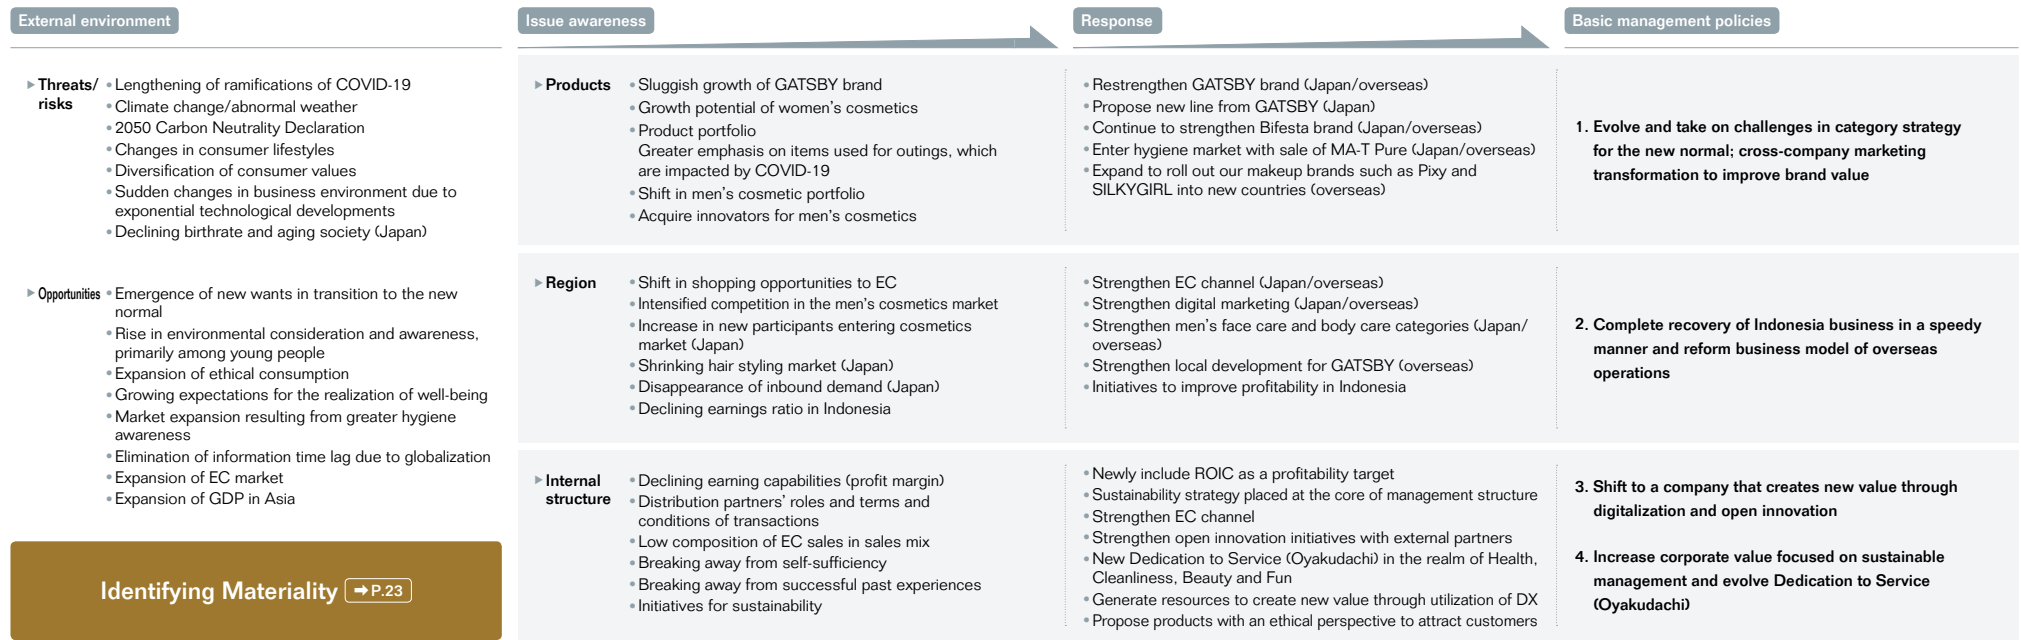 External environment
Threats/
risks
• Lengthening of ramifications of COVID-19
• Climate change/abnormal weather
• 2050 Carbon Neutrality Declaration
• Changes in consumer lifestyles
• Diversification of consumer values
• Sudden changes in business environment due to
exponential technological developments
• Declining birthrate and aging society (Japan)
Opportunities
• Emergence of new wants in transition to the new
normal
• Rise in environmental consideration and awareness,
primarily among young people
• Expansion of ethical consumption
• Growing expectations for the realization of well-being
• Market expansion resulting from greater hygiene
awareness
• Elimination of information time lag due to globalization
• Expansion of EC market
• Expansion of GDP in Asia
Identifying Materiality ➡ P.23
Issue awareness
Response
Basic management policies
Products
• Sluggish growth of GATSBY brand
• Growth potential of women's cosmetics
• Product portfolio
Greater emphasis on items used for outings, which
are impacted by COVID-19
• Shift in men's cosmetic portfolio
• Acquire innovators for men's cosmetics
• Restrengthen GATSBY brand (Japan/overseas)
• Propose new line from GATSBY (Japan)
• Continue to strengthen Bifesta brand (Japan/overseas)
• Enter hygiene market with sale of MA-T Pure (Japan/overseas)
• Expand to roll out our makeup brands such as Pixy and
SILKYGIRL into new countries (overseas)
1. Evolve and take on challenges in category strategy
for the new normal; cross-company marketing
transformation to improve brand value
Region
• Shift in shopping opportunities to EC
• Intensified competition in the men's cosmetics market
• Increase in new participants entering cosmetics
market (Japan)
• Shrinking hair styling market (Japan)
• Disappearance of inbound demand (Japan)
• Declining earnings ratio in Indonesia
• Strengthen EC channel (Japan/overseas)
• Strengthen digital marketing (Japan/overseas)
• Strengthen men's face care and body care categories (Japan/
overseas)
• Strengthen local development for GATSBY (overseas)
• Initiatives to improve profitability in Indonesia
2. Complete recovery of Indonesia business in a speedy
manner and reform business model of overseas
operations
Internal
structure
• Declining earning capabilities (profit margin)
• Distribution partners' roles and terms and
conditions of transactions
• Low composition of EC sales in sales mix
• Breaking away from self-sufficiency
• Breaking away from successful past experiences
• Initiatives for sustainability
• Newly include ROIC as a profitability target
• Sustainability strategy placed at the core of management structure
• Strengthen EC channel
• Strengthen open innovation initiatives with external partners
• New Dedication to Service (Oyakudachi) in the realm of Health,
Cleanliness, Beauty and Fun
• Generate resources to create new value through utilization of DX
• Propose products with an ethical perspective to attract customers
3. Shift to a company that creates new value through
digitalization and open innovation
4. Increase corporate value focused on sustainable
management and evolve Dedication to Service
(Oyakudachi)